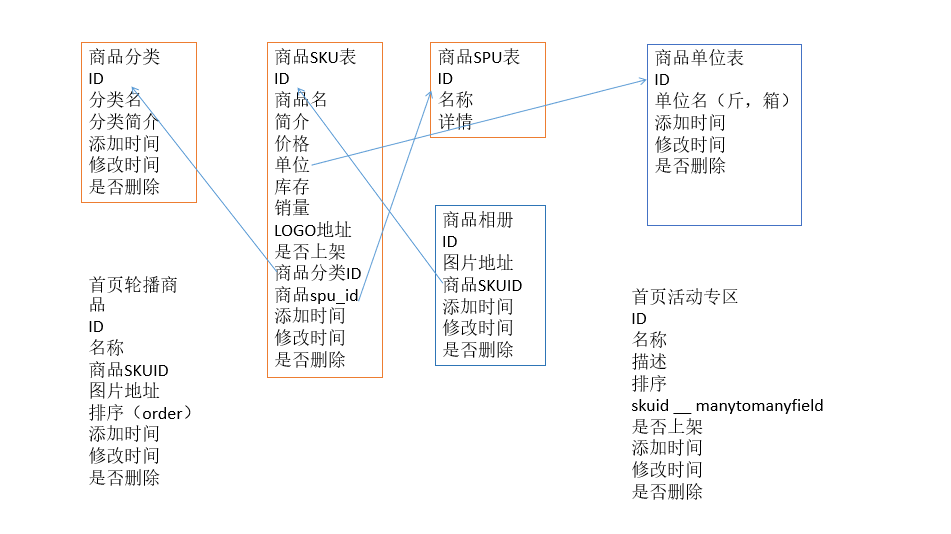 商品分类
ID
分类名
分类简介
添加时间
修改时间
是否删除
商品SKU表
ID
商品名
简介
价格
单位
库存
销量
LOGO地址
是否上架
商品分类ID
商品spu_id
添加时间
修改时间
是否删除
商品SPU表
ID
名称
详情
商品单位表
ID
单位名（斤，箱）
添加时间
修改时间
是否删除
商品相册
ID
图片地址
商品SKUID
添加时间
修改时间
是否删除
首页轮播商
品
ID
名称
商品SKUID
图片地址
排序（order）
添加时间
修改时间
是否删除
首页活动专区
ID
名称
描述
排序
skuid __ manytomanyfield
是否上架
添加时间
修改时间
是否删除